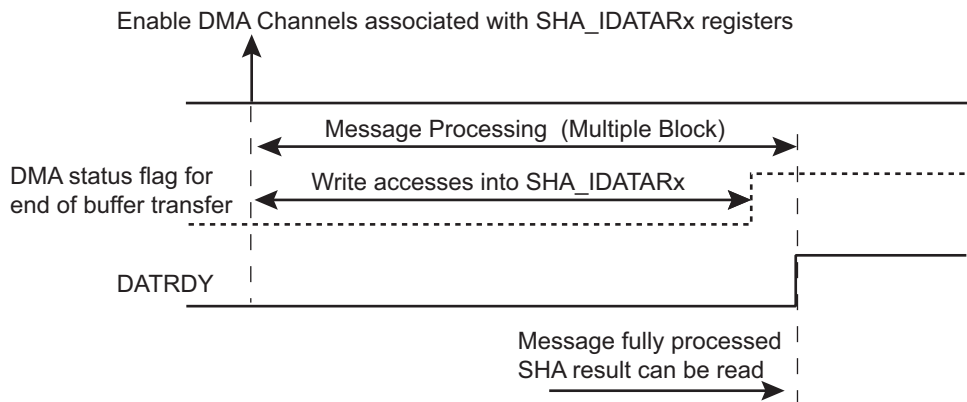 Enable DMA Channels associated with SHA_IDATARx registers
Message Processing (Multiple Block)
DMA status flag for
end of buffer transfer
Write accesses into SHA_IDATARx
DATRDY
Message fully processed
SHA result can be read